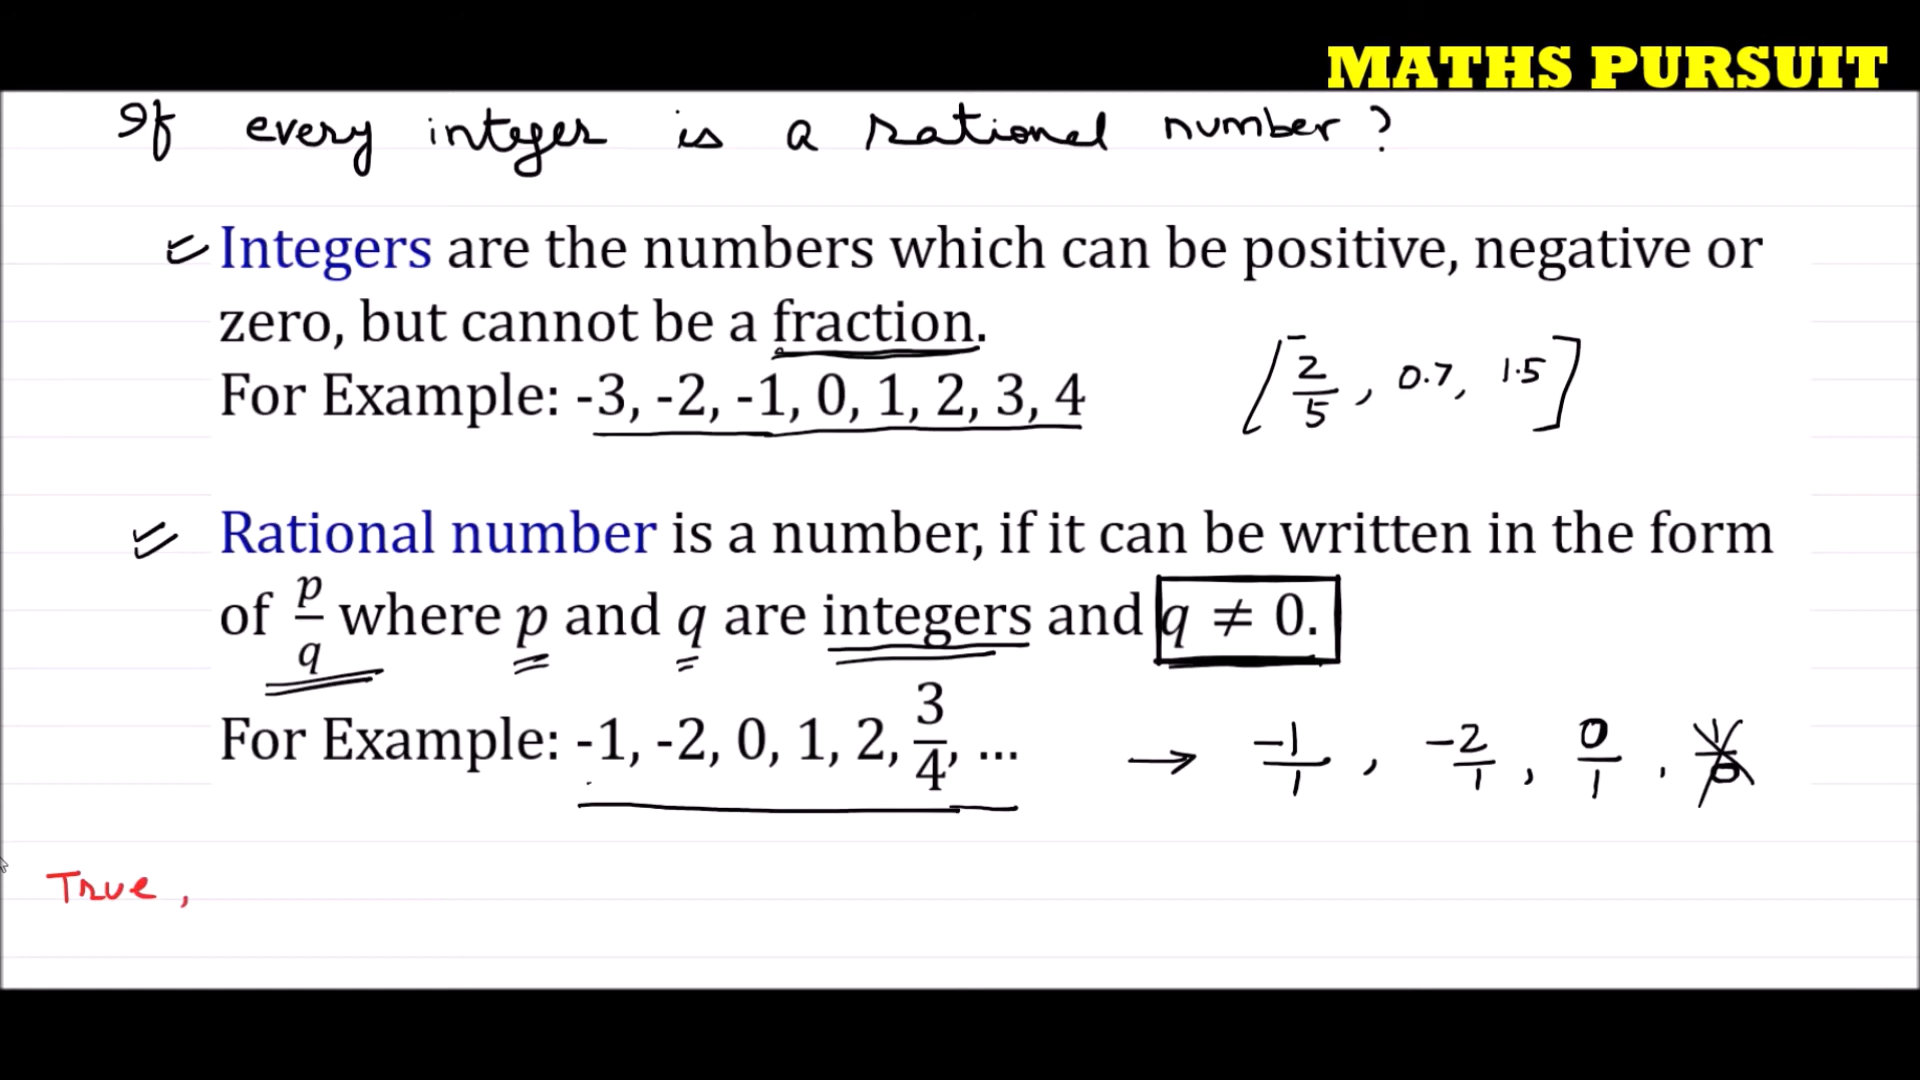 MATHS PURSUIT
If every integer is a rational number?
Integers are the numbers which can be positive, negative or
zero, but cannot be a fraction.
For Example: -3, -2, -1, 0, 1, 2, 3, 4
[-2/5, 0.7, 1.5]
Rational number is a number, if it can be written in the form
of p/q where p and q are integers and q ≠ 0.
For Example: -1, -2, 0, 1, 2, 3/4, ...
→ -1/1, -2/1, 0/1, 1/0
True,